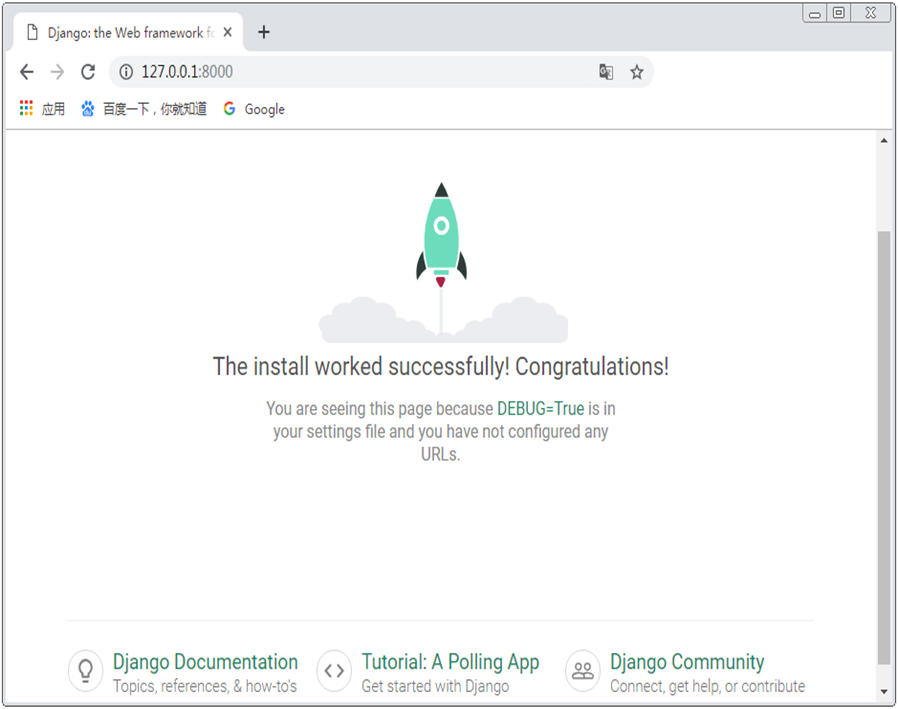 Django: the Web framework fo
127.0.0.1:8000
应用 百度一下，你就知道 Google
The install worked successfully! Congratulations!
You are seeing this page because DEBUG=True is in
your settings file and you have not configured any
URLs.
Django Documentation
Topics, references, & how-to's
Tutorial: A Polling App
Get started with Django
Django Community
Connect, get help, or contribute